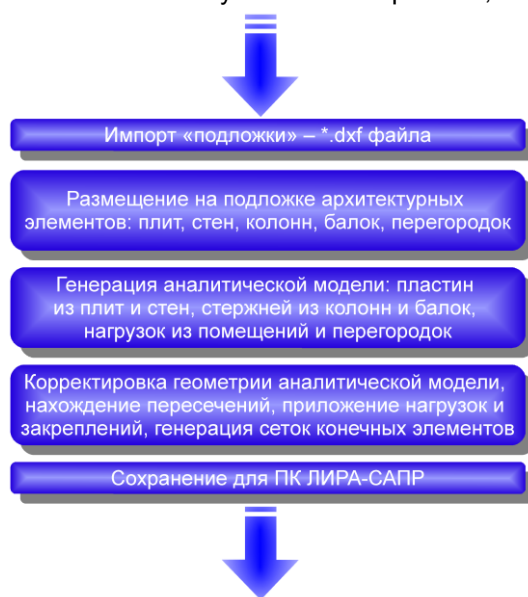 Импорт «подложки» – *.dxf файла
Размещение на подложке архитектурных
элементов: плит, стен, колонн, балок, перегородок
Генерация аналитической модели: пластин
из плит и стен, стержней из колонн и балок,
нагрузок из помещений и перегородок
Корректировка геометрии аналитической модели,
нахождение пересечений, приложение нагрузок и
закреплений, генерация сеток конечных элементов
Сохранение для ПК ЛИРА-САПР